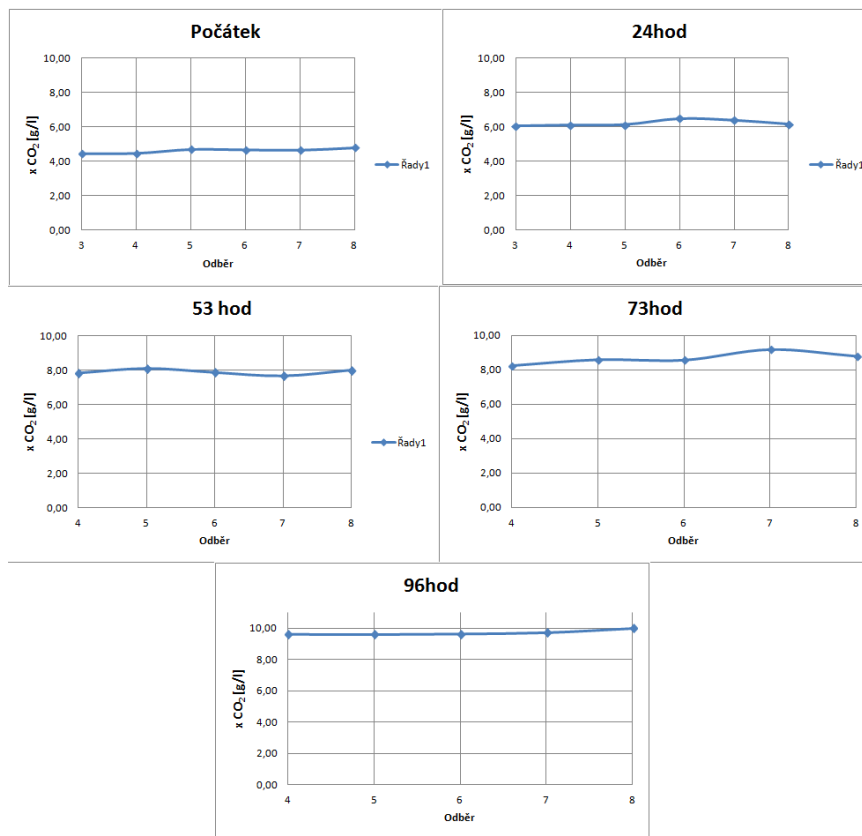 Počátek
10,00
8,00
6,00
4,00
2,00
0,00
x CO2 [g/l]
3 4 5 6 7 8
Odběr
Řady1
24hod
10,00
8,00
6,00
4,00
2,00
0,00
x CO2 [g/l]
3 4 5 6 7 8
Odběr
Řady1
53 hod
10,00
8,00
6,00
4,00
2,00
0,00
x CO2 [g/l]
4 5 6 7 8
Odběr
Řady1
73hod
10,00
8,00
6,00
4,00
2,00
0,00
x CO2 [g/l]
4 5 6 7 8
Odběr
96hod
10,00
8,00
6,00
4,00
2,00
0,00
x CO2 [g/l]
4 5 6 7 8
Odběr